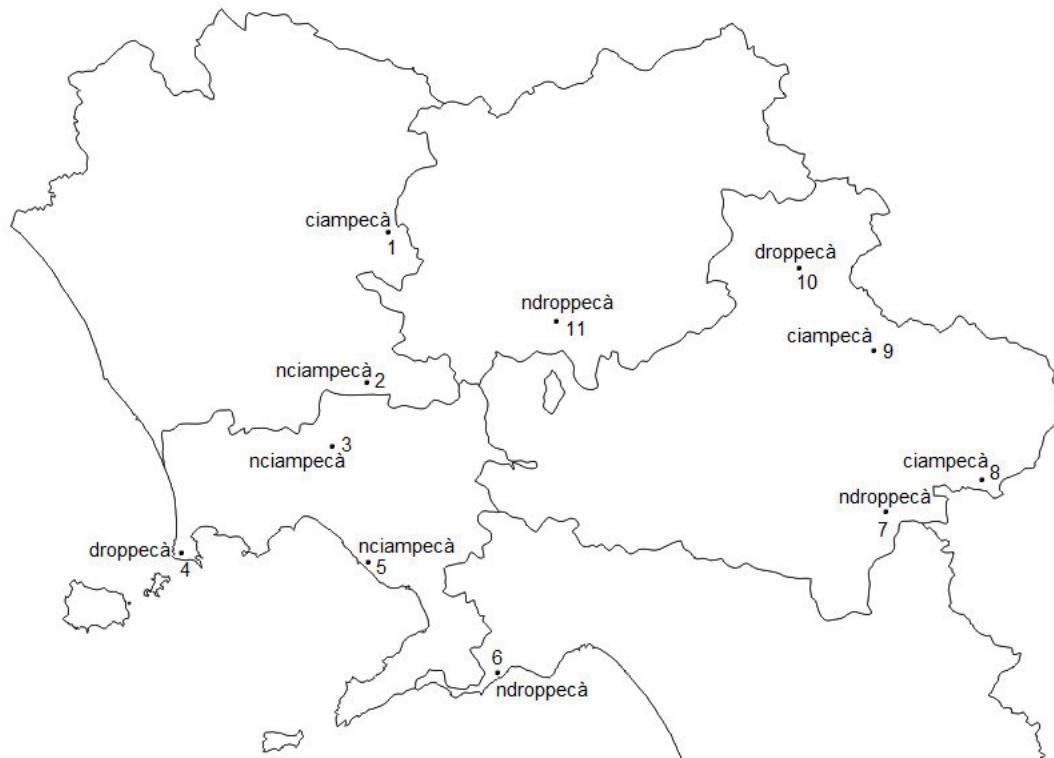 ciampecà
1
droppecà
10
ndroppecà
11
ciampecà
9
nciampecà
2
3
nciampecà
ciampecà
8
ndroppecà
7
droppecà
4
nciampecà
5
6
ndroppecà